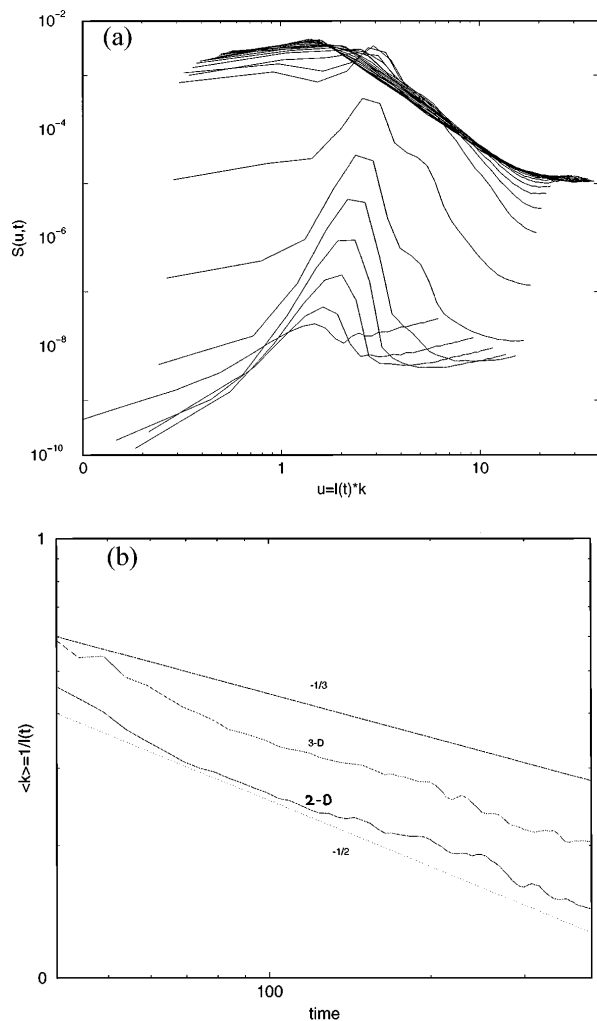 (a)
10⁻²
10⁻⁴
10⁻⁶
10⁻⁸
10⁻¹⁰
S(u,t)
0
1
10
u=l(t)*k
(b)
1
<k>=1/l(t)
-1/3
3-D
2-D
-1/2
0
100
time